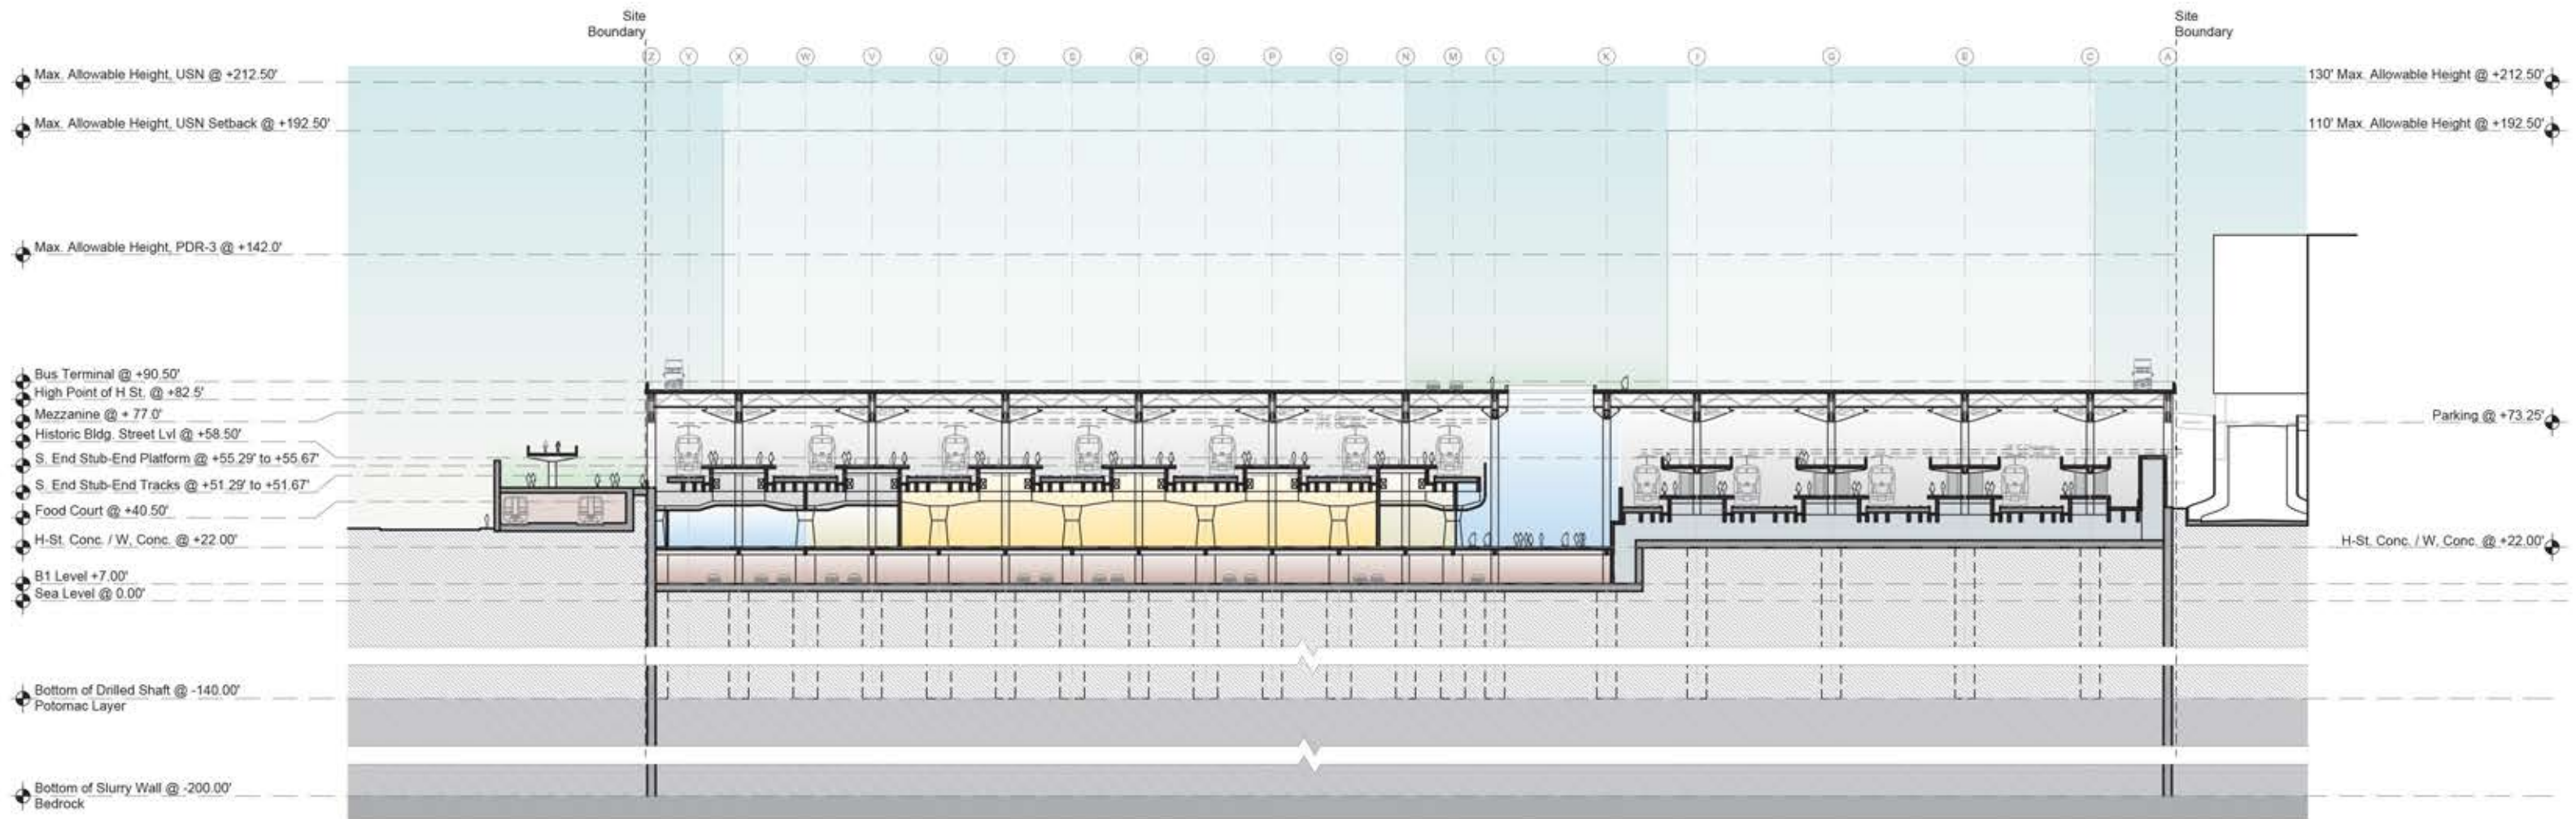 Site
Boundary
Site
Boundary
Z Y X W V U T S R Q P O N M L K I G E C A
Max. Allowable Height, USN @ +212.50'
130' Max. Allowable Height @ +212.50'
Max. Allowable Height, USN Setback @ +192.50'
110' Max. Allowable Height @ +192.50'
Max. Allowable Height, PDR-3 @ +142.0'
Bus Terminal @ +90.50'
High Point of H St. @ +82.5'
Mezzanine @ + 77.0'
Parking @ +73.25'
Historic Bldg. Street Lvl @ +58.50'
S. End Stub-End Platform @ +55.29' to +55.67'
S. End Stub-End Tracks @ +51.29' to +51.67'
Food Court @ +40.50'
H-St. Conc. / W, Conc. @ +22.00'
H-St. Conc. / W, Conc. @ +22.00'
B1 Level +7.00'
Sea Level @ 0.00'
Bottom of Drilled Shaft @ -140.00'
Potomac Layer
Bottom of Slurry Wall @ -200.00'
Bedrock